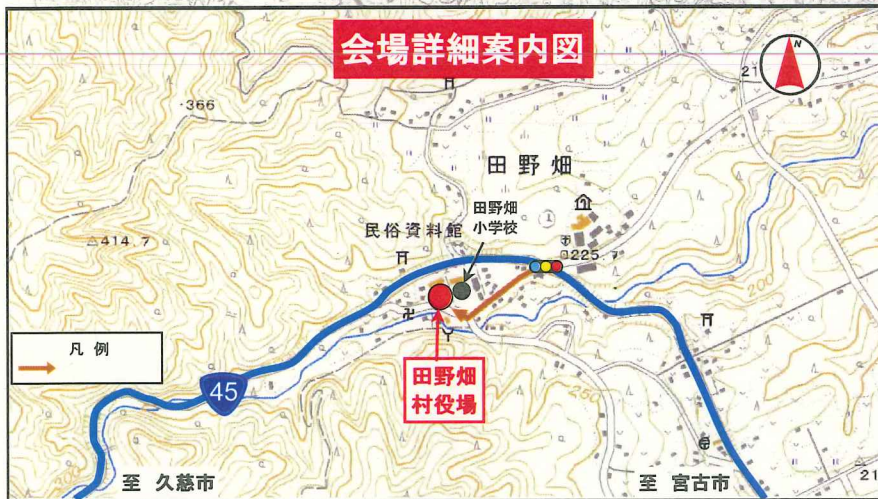 会場詳細案内図
N
21
・366
田野畑
田野畑
小学校
民俗資料館
225.7
414.7
200
凡例
45
田野畑
村役場
250
至 久慈市
至 宮古市
21